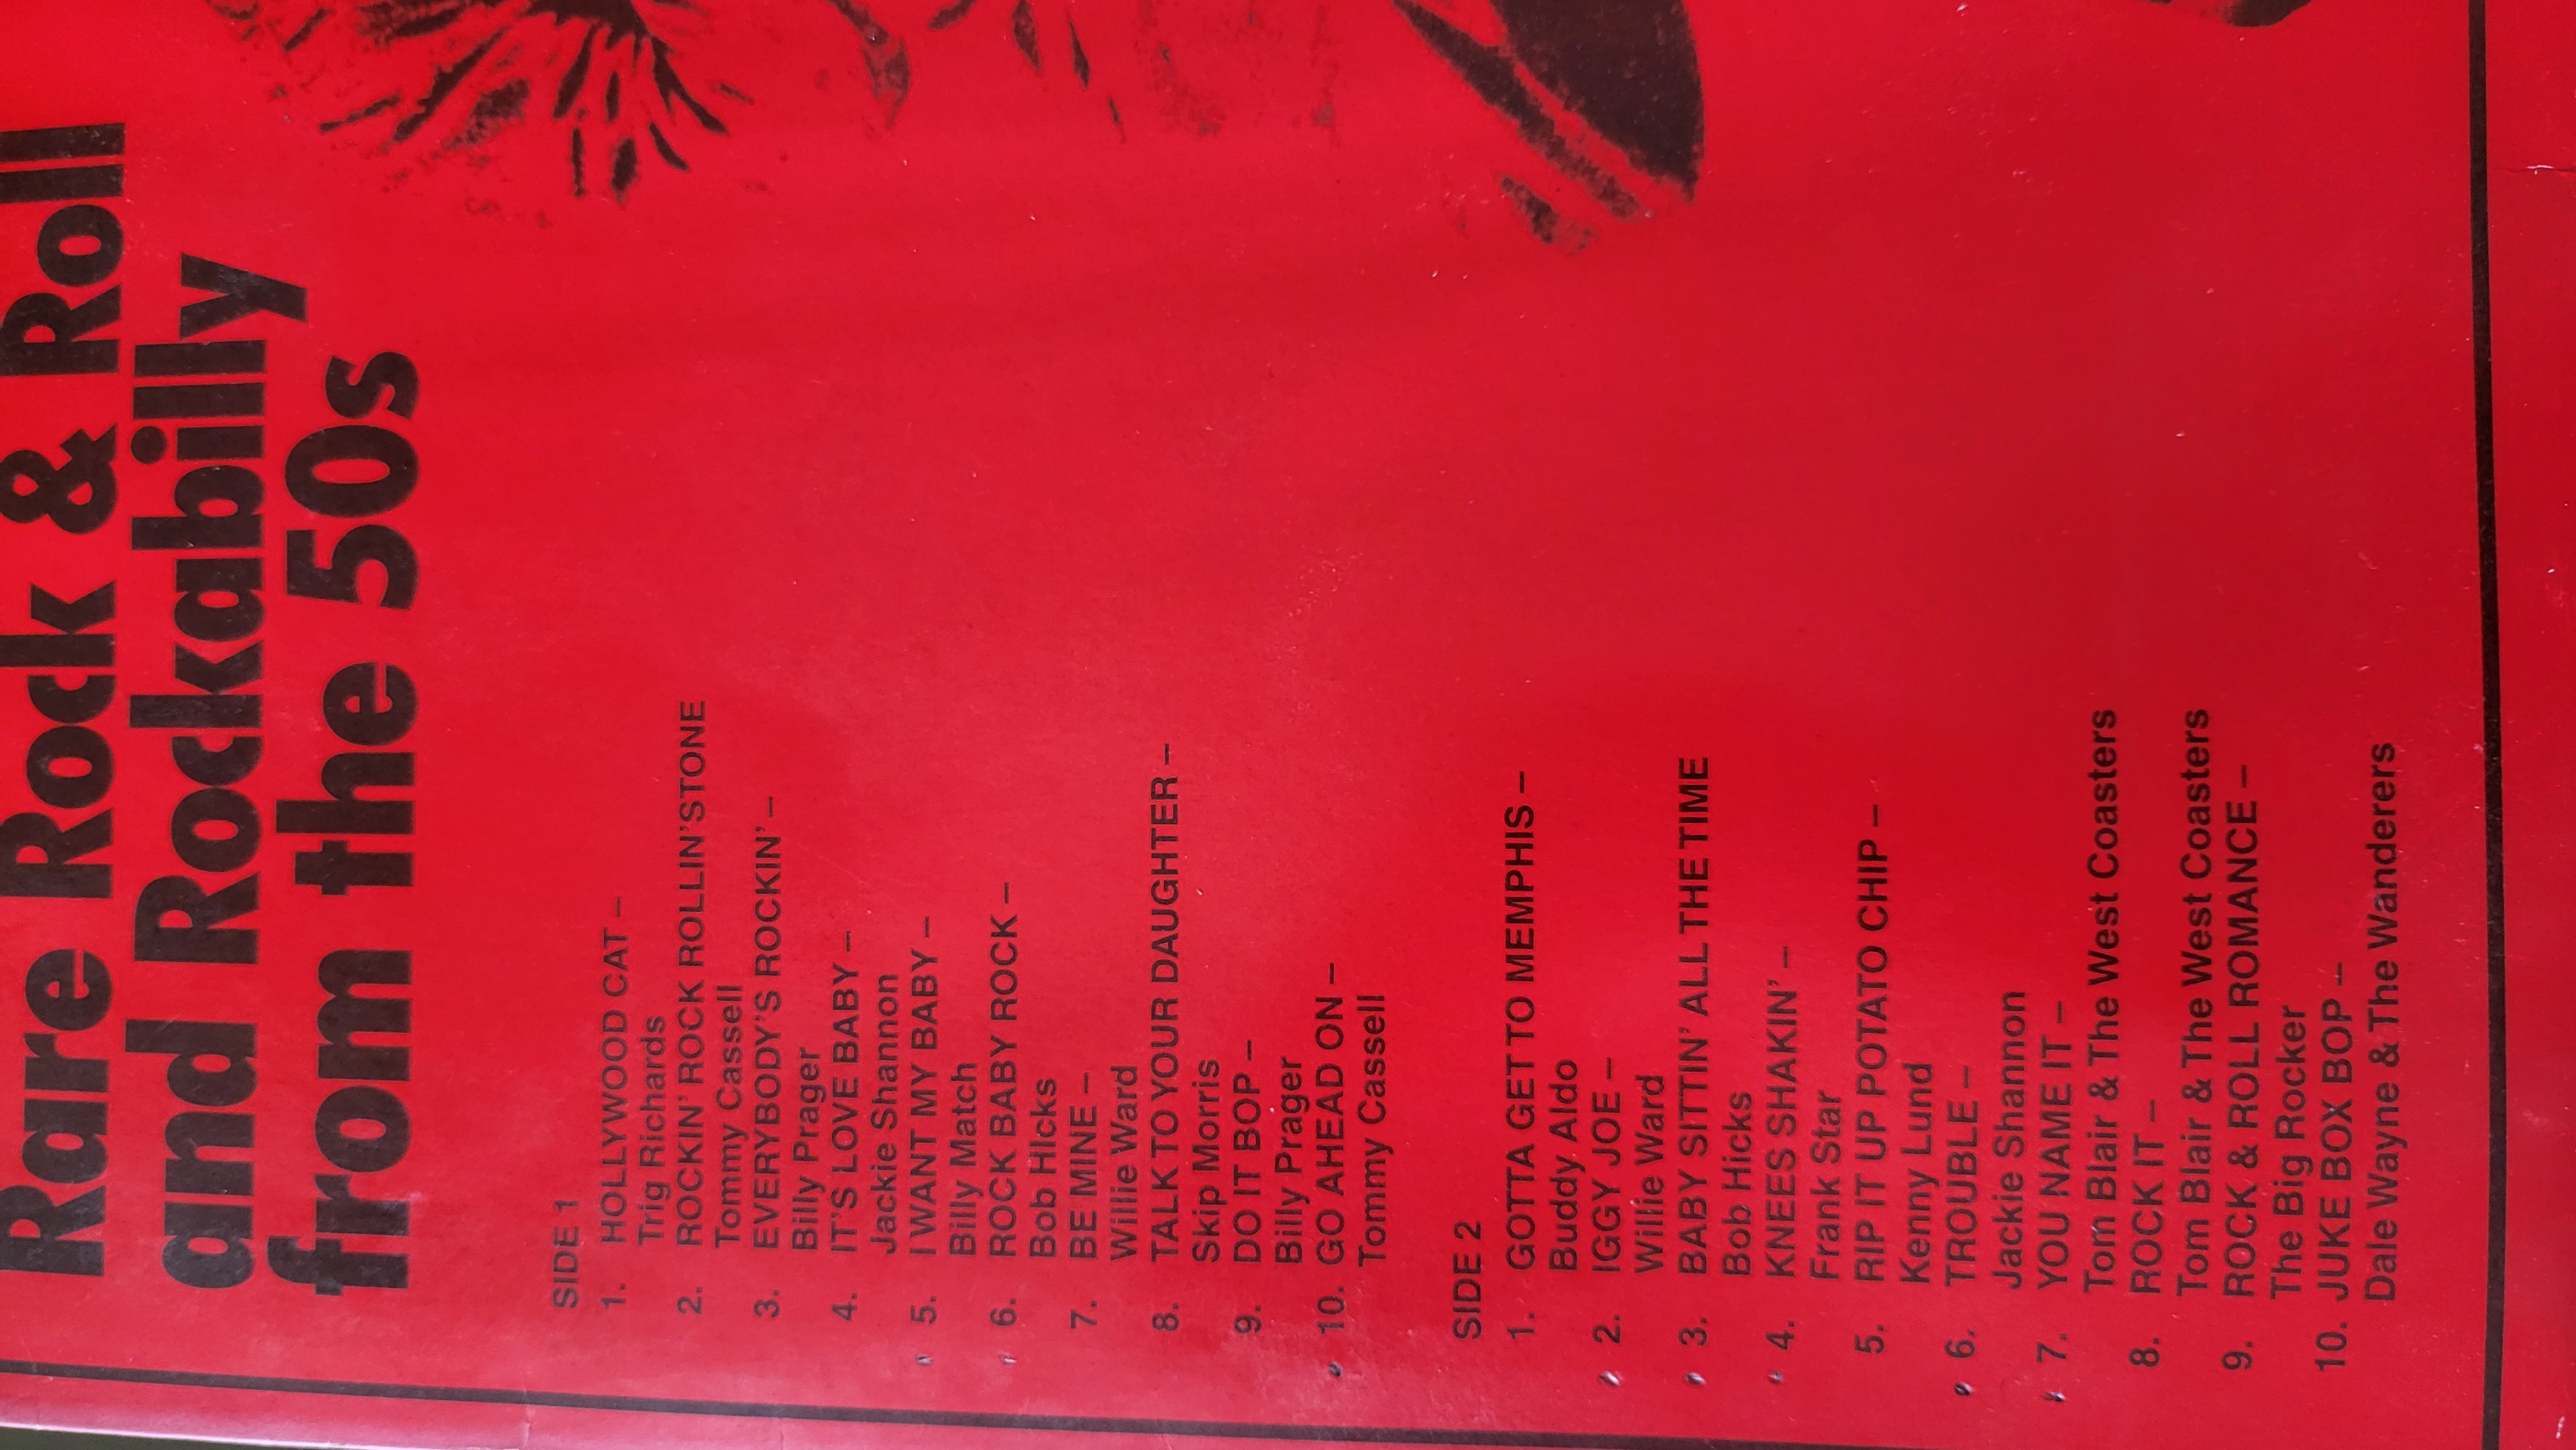 Rare Rock & Roll
and Rockabilly
from the 50s
SIDE 1
1. HOLLYWOOD CAT –
Trig Richards
2. ROCKIN' ROCK ROLLIN'STONE
Tommy Cassell
3. EVERYBODY'S ROCKIN' –
Billy Prager
4. IT'S LOVE BABY –
Jackie Shannon
5. I WANT MY BABY –
Billy Match
6. ROCK BABY ROCK –
Bob HIcks
7. BE MINE –
Willie Ward
8. TALK TO YOUR DAUGHTER –
Skip Morris
9. DO IT BOP –
Billy Prager
10. GO AHEAD ON –
Tommy Cassell
SIDE 2
1. GOTTA GET TO MEMPHIS –
Buddy Aldo
2. IGGY JOE –
Willie Ward
3. BABY SITTIN' ALL THE TIME
Bob Hicks
4. KNEES SHAKIN' –
Frank Star
5. RIP IT UP POTATO CHIP –
Kenny Lund
6. TROUBLE –
Jackie Shannon
7. YOU NAME IT –
Tom Blair & The West Coasters
8. ROCK IT –
Tom Blair & The West Coasters
9. ROCK & ROLL ROMANCE –
The Big Rocker
10. JUKE BOX BOP –
Dale Wayne & The Wanderers